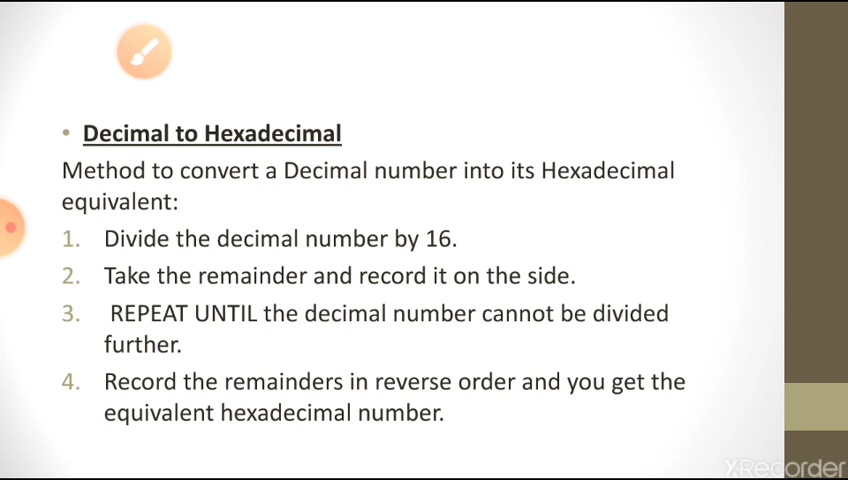 • Decimal to Hexadecimal
Method to convert a Decimal number into its Hexadecimal
equivalent:
1. Divide the decimal number by 16.
2. Take the remainder and record it on the side.
3. REPEAT UNTIL the decimal number cannot be divided
further.
4. Record the remainders in reverse order and you get the
equivalent hexadecimal number.
XRecorder